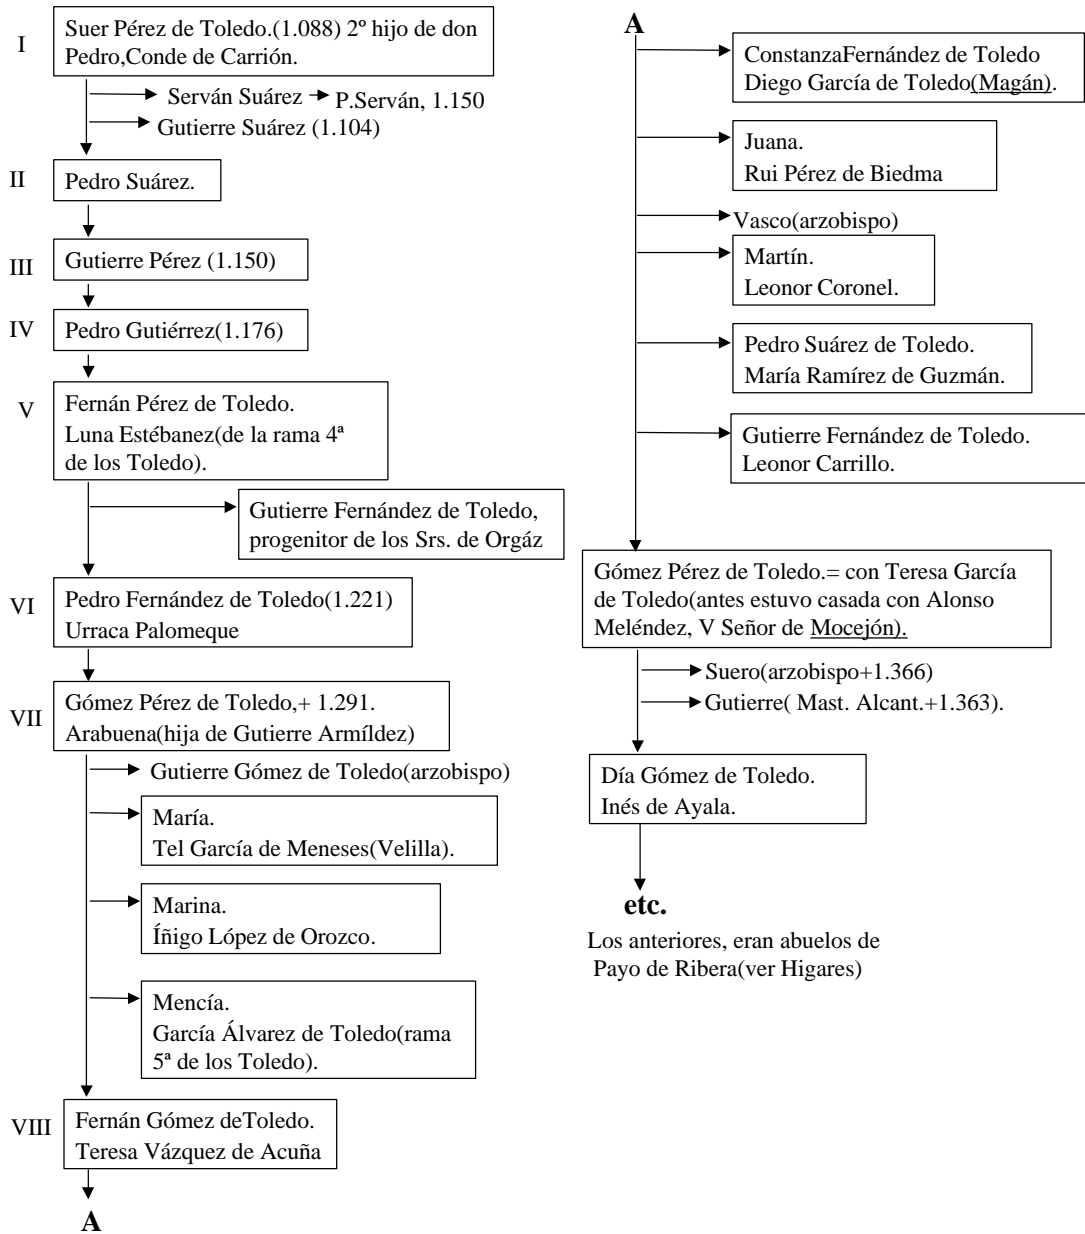 I
Suer Pérez de Toledo.(1.088) 2º hijo de don
Pedro,Conde de Carrión.
Serván Suárez P.Serván, 1.150
Gutierre Suárez (1.104)
II
Pedro Suárez.
III
Gutierre Pérez (1.150)
IV
Pedro Gutiérrez(1.176)
V
Fernán Pérez de Toledo.
Luna Estébanez(de la rama 4ª
de los Toledo).
Gutierre Fernández de Toledo,
progenitor de los Srs. de Orgáz
VI
Pedro Fernández de Toledo(1.221)
Urraca Palomeque
VII
Gómez Pérez de Toledo,+ 1.291.
Arabuena(hija de Gutierre Armíldez)
Gutierre Gómez de Toledo(arzobispo)
María.
Tel García de Meneses(Velilla).
Marina.
Íñigo López de Orozco.
Mencía.
García Álvarez de Toledo(rama
5ª de los Toledo).
VIII
Fernán Gómez deToledo.
Teresa Vázquez de Acuña
A
A
ConstanzaFernández de Toledo
Diego García de Toledo(Magán).
Juana.
Rui Pérez de Biedma
Vasco(arzobispo)
Martín.
Leonor Coronel.
Pedro Suárez de Toledo.
María Ramírez de Guzmán.
Gutierre Fernández de Toledo.
Leonor Carrillo.
Gómez Pérez de Toledo.= con Teresa García
de Toledo(antes estuvo casada con Alonso
Meléndez, V Señor de Mocejón).
Suero(arzobispo+1.366)
Gutierre( Mast. Alcant.+1.363).
Día Gómez de Toledo.
Inés de Ayala.
etc.
Los anteriores, eran abuelos de
Payo de Ribera(ver Higares)